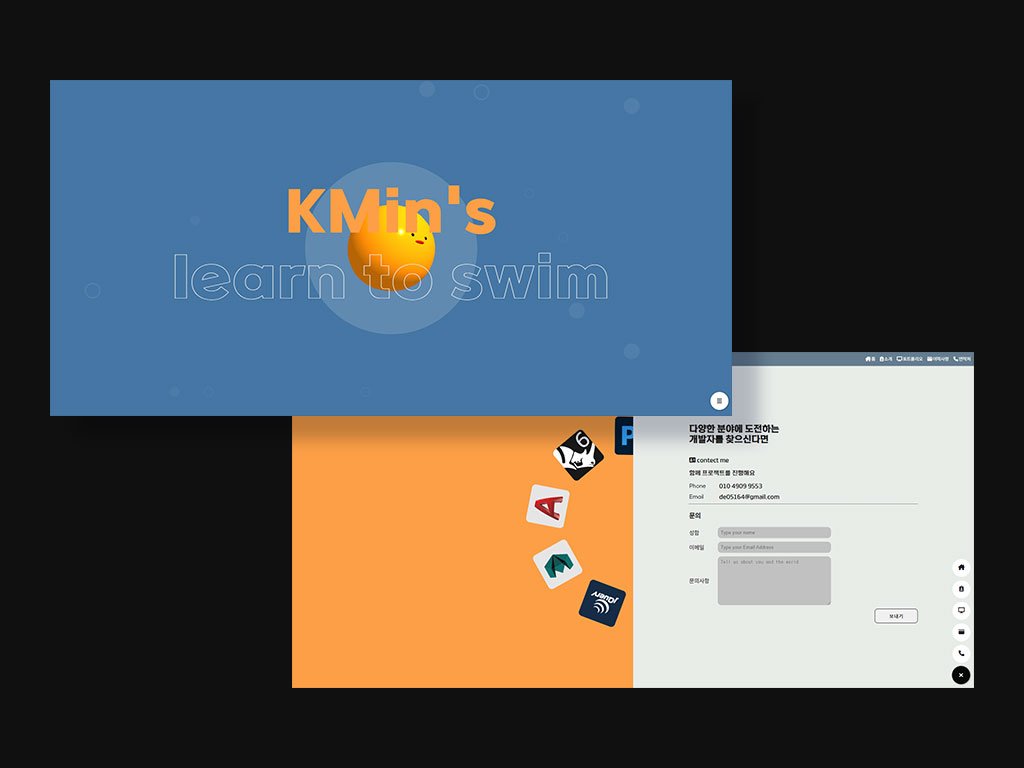 KMin's
learn to swim
홈 소개 포트폴리오 이력사항 연락처
다양한 분야에 도전하는
개발자를 찾으신다면
contect me
함께 프로젝트를 진행해요
Phone 010 4909 9553
Email de05164@gmail.com
문의
성함 Type your name
이메일 Type your Email Address
문의사항 Tell us about you and the world
보내기
6
P
A
jQuery